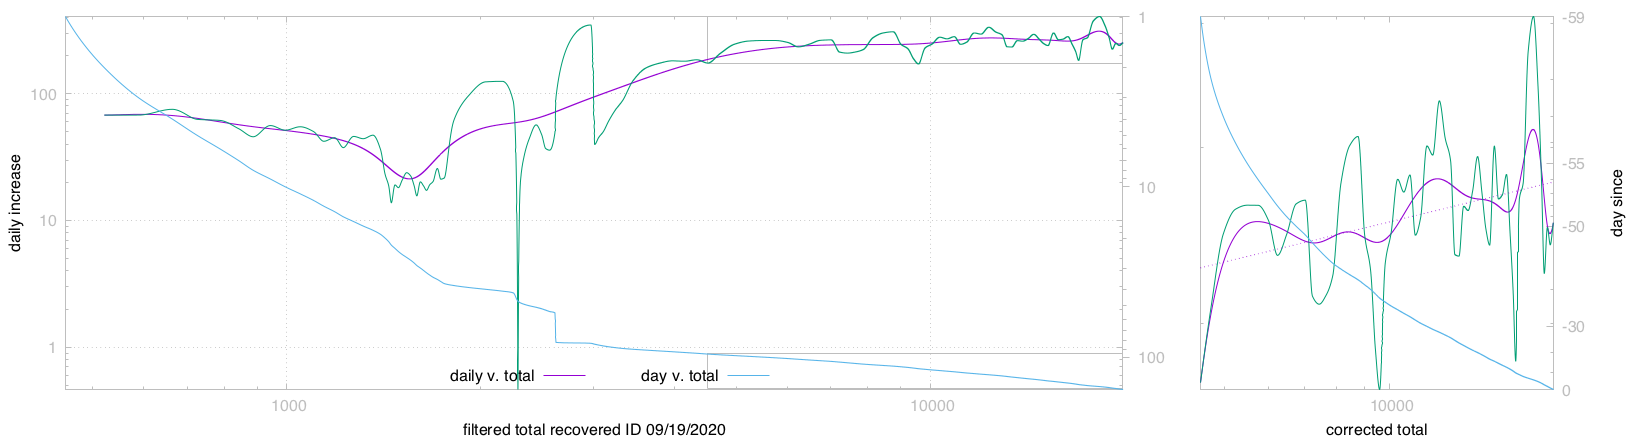 daily increase
100
10
1
1000
10000
daily v. total
day v. total
1
10
100
filtered total recovered ID 09/19/2020
-59
-55
-50
-30
0
day since
10000
corrected total